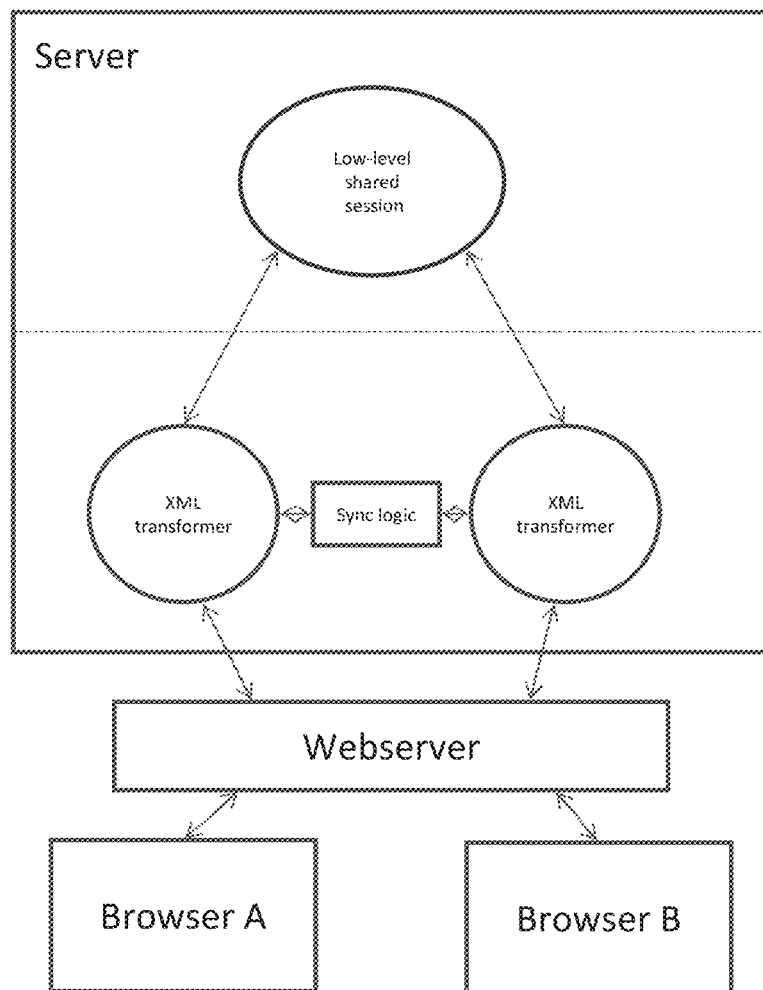 Server
Low-level
shared
session
XML
transformer
Sync logic
XML
transformer
Webserver
Browser A
Browser B